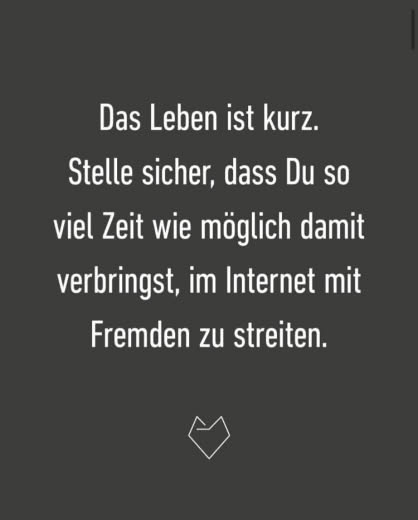 Das Leben ist kurz.
Stelle sicher, dass Du so
viel Zeit wie möglich damit
verbringst, im Internet mit
Fremden zu streiten.